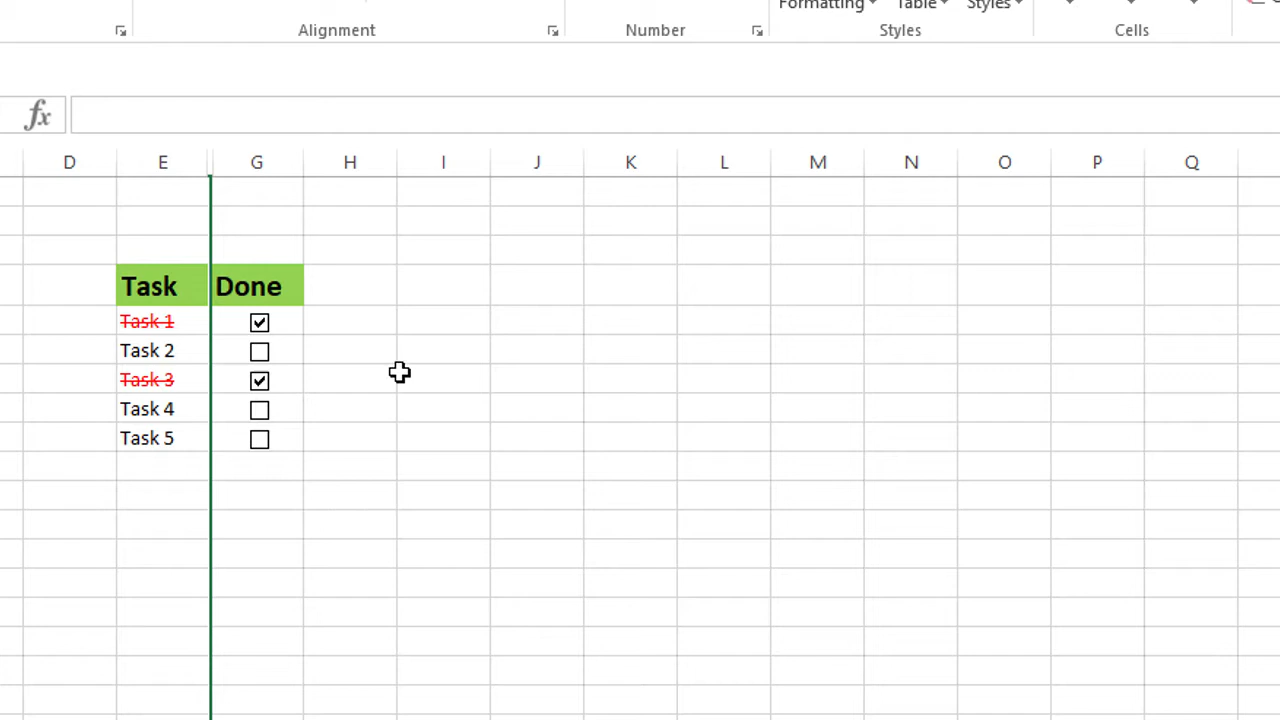 Formatting Table Styles
Alignment Number Styles Cells
fx
D E G H I J K L M N O P Q
Task Done
Task 1
Task 2
Task 3
Task 4
Task 5